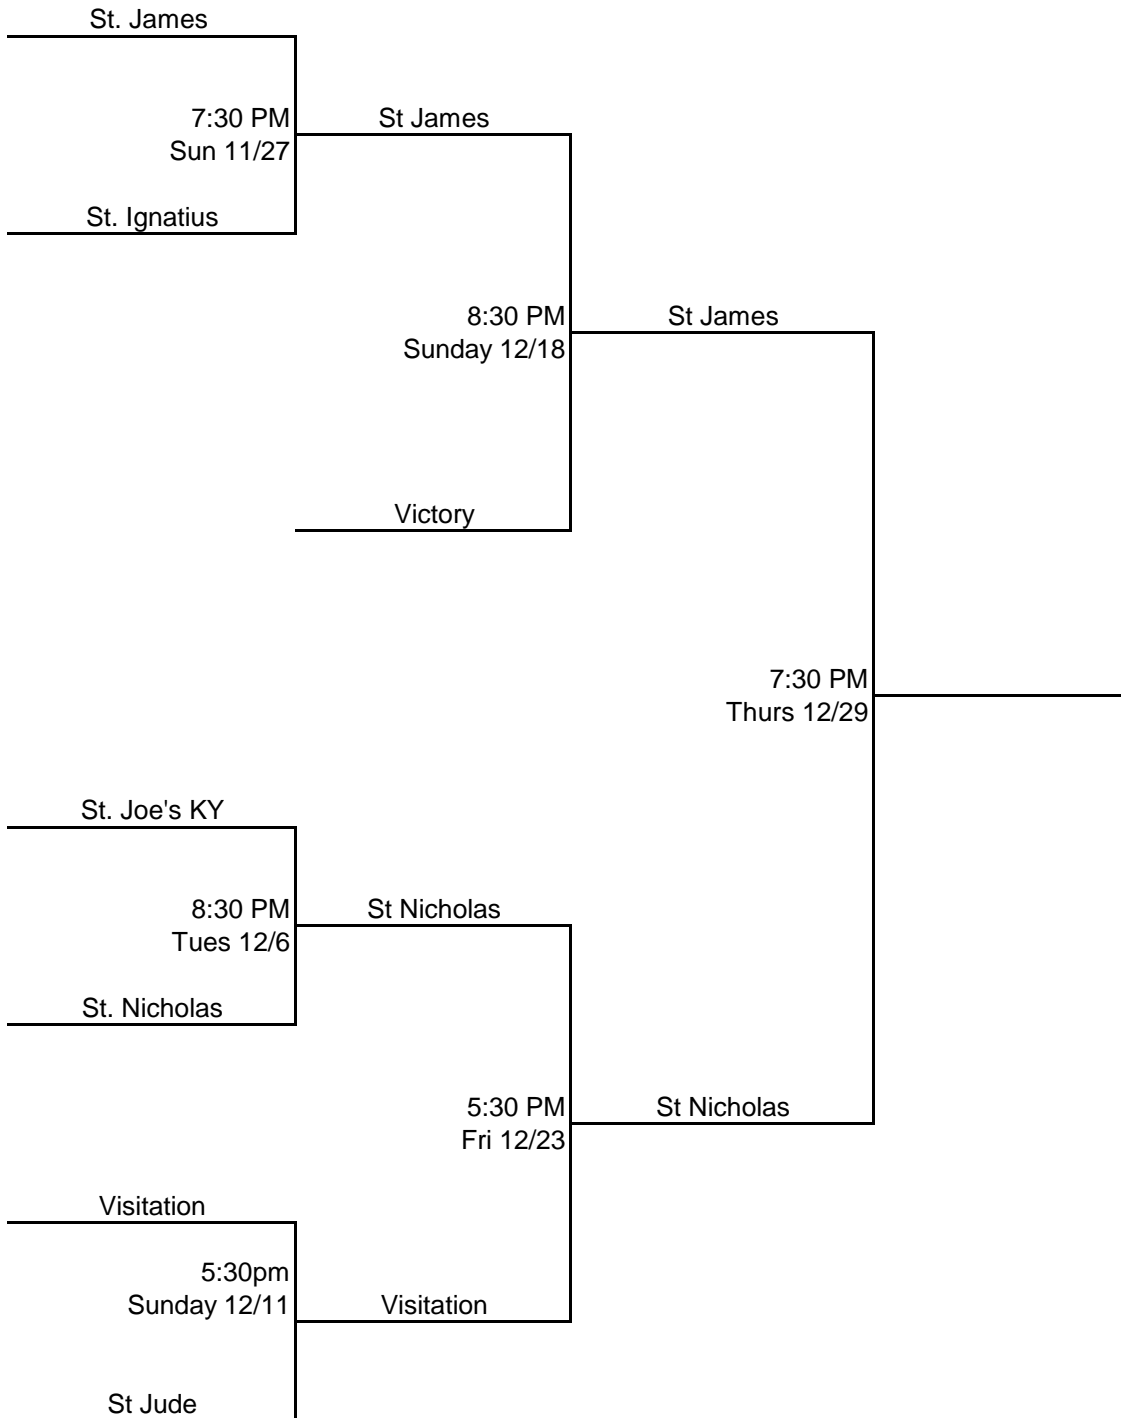 St. James
7:30 PM
St James
Sun 11/27
St. Ignatius
8:30 PM
St James
Sunday 12/18
Victory
7:30 PM
Thurs 12/29
St. Joe's KY
8:30 PM
St Nicholas
Tues 12/6
St. Nicholas
5:30 PM
St Nicholas
Fri 12/23
Visitation
5:30pm
Sunday 12/11
Visitation
St Jude